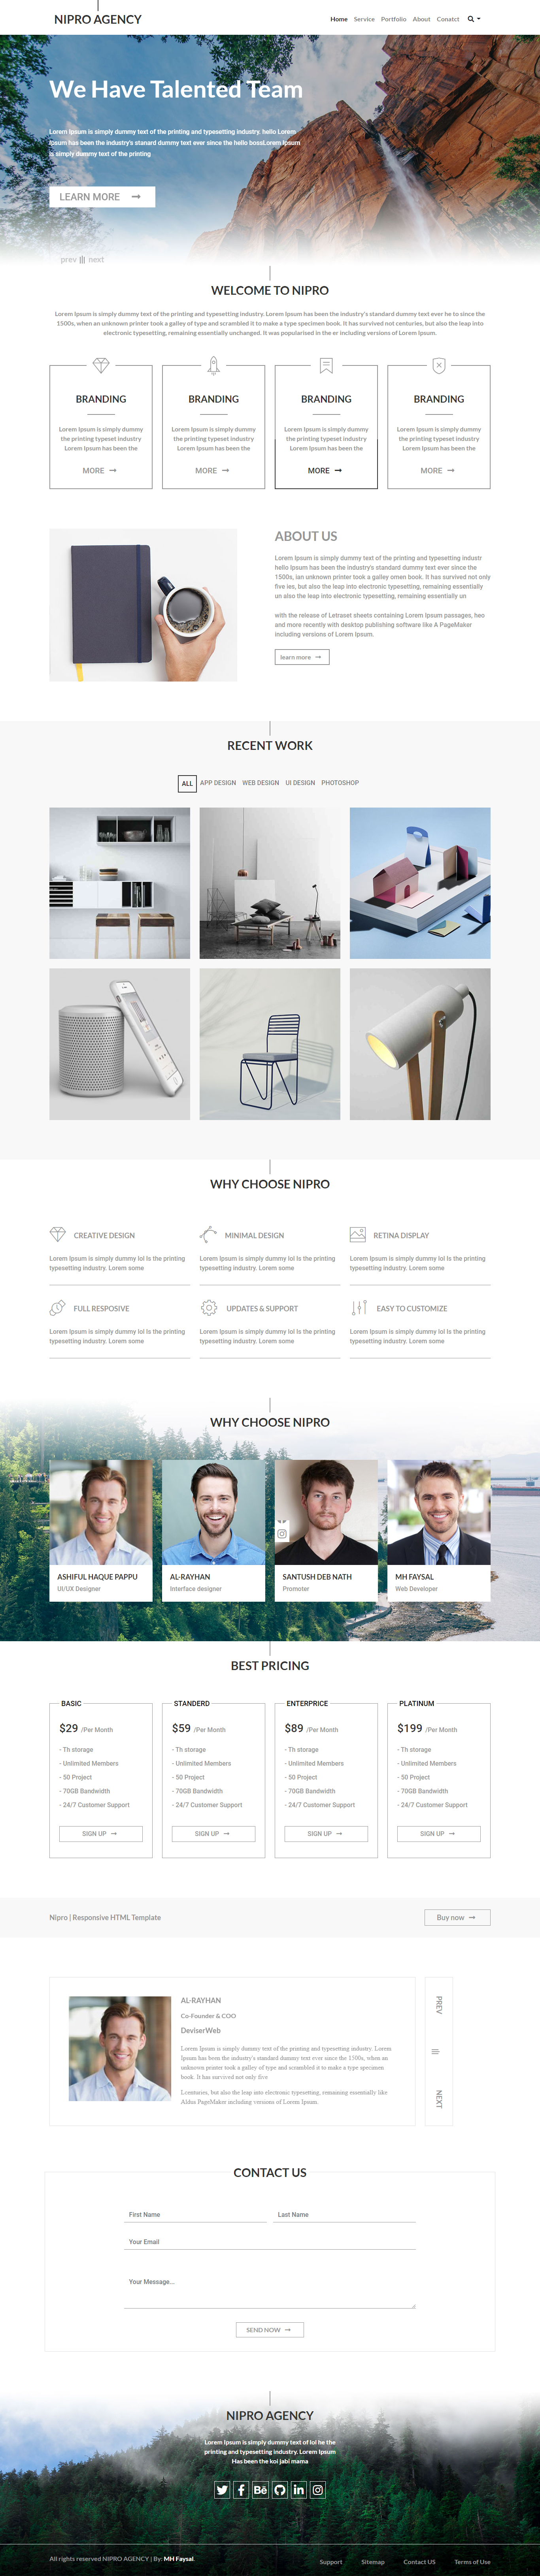 NIPRO AGENCY
Home Service Portfolio About Conatct
We Have Talented Team
Lorem Ipsum is simply dummy text of the printing and typesetting industry. hello Lorem
Ipsum has been the industry's stanard dummy text ever since the hello bossLorem Ipsum
is simply dummy text of the printing
LEARN MORE
prev next
WELCOME TO NIPRO
Lorem Ipsum is simply dummy text of the printing and typesetting industry. Lorem Ipsum has been the industry's standard dummy text ever he to since the
1500s, when an unknown printer took a galley of type and scrambled it to make a type specimen book. It has survived not centuries, but also the leap into
electronic typesetting, remaining essentially unchanged. It was popularised in the er including versions of Lorem Ipsum.
BRANDING BRANDING BRANDING BRANDING
Lorem Ipsum is simply dummy Lorem Ipsum is simply dummy Lorem Ipsum is simply dummy Lorem Ipsum is simply dummy
the printing typeset industry the printing typeset industry the printing typeset industry the printing typeset industry
Lorem Ipsum has been the Lorem Ipsum has been the Lorem Ipsum has been the Lorem Ipsum has been the
MORE MORE MORE MORE
ABOUT US
Lorem Ipsum is simply dummy text of the printing and typesetting industr
hello Ipsum has been the industry's standard dummy text ever since the
1500s, ian unknown printer took a galley omen book. It has survived not only
five ies, but also the leap into electronic typesetting, remaining essentially
un also the leap into electronic typesetting, remaining essentially un
with the release of Letraset sheets containing Lorem Ipsum passages, heo
and more recently with desktop publishing software like A PageMaker
including versions of Lorem Ipsum.
learn more
RECENT WORK
ALL APP DESIGN WEB DESIGN UI DESIGN PHOTOSHOP
WHY CHOOSE NIPRO
CREATIVE DESIGN MINIMAL DESIGN RETINA DISPLAY
Lorem Ipsum is simply dummy lol Is the printing Lorem Ipsum is simply dummy lol Is the printing Lorem Ipsum is simply dummy lol Is the printing
typesetting industry. Lorem some typesetting industry. Lorem some typesetting industry. Lorem some
FULL RESPOSIVE UPDATES & SUPPORT EASY TO CUSTOMIZE
Lorem Ipsum is simply dummy lol Is the printing Lorem Ipsum is simply dummy lol Is the printing Lorem Ipsum is simply dummy lol Is the printing
typesetting industry. Lorem some typesetting industry. Lorem some typesetting industry. Lorem some
WHY CHOOSE NIPRO
ASHIFUL HAQUE PAPPU AL-RAYHAN SANTUSH DEB NATH MH FAYSAL
UI/UX Designer Interface designer Promoter Web Developer
BEST PRICING
BASIC STANDERD ENTERPRICE PLATINUM
$29 /Per Month $59 /Per Month $89 /Per Month $199 /Per Month
- Th storage - Th storage - Th storage - Th storage
- Unlimited Members - Unlimited Members - Unlimited Members - Unlimited Members
- 50 Project - 50 Project - 50 Project - 50 Project
- 70GB Bandwidth - 70GB Bandwidth - 70GB Bandwidth - 70GB Bandwidth
- 24/7 Customer Support - 24/7 Customer Support - 24/7 Customer Support - 24/7 Customer Support
SIGN UP SIGN UP SIGN UP SIGN UP
Nipro | Responsive HTML Template
Buy now
AL-RAYHAN
Co-Founder & COO
DeviserWeb
Lorem Ipsum is simply dummy text of the printing and typesetting industry. Lorem
Ipsum has been the industry's standard dummy text ever since the 1500s, when an
unknown printer took a galley of type and scrambled it to make a type specimen
book. It has survived not only five
Lcenturies, but also the leap into electronic typesetting, remaining essentially like
Aldus PageMaker including versions of Lorem Ipsum.
PREV
NEXT
CONTACT US
First Name Last Name
Your Email
Your Message...
SEND NOW
NIPRO AGENCY
Lorem Ipsum is simply dummy text of lol he the
printing and typesetting industry. Lorem Ipsum
Has been the koi jabi mama
All rights reserved NIPRO AGENCY | By: MH Faysal.
Support Sitemap Contact US Terms of Use